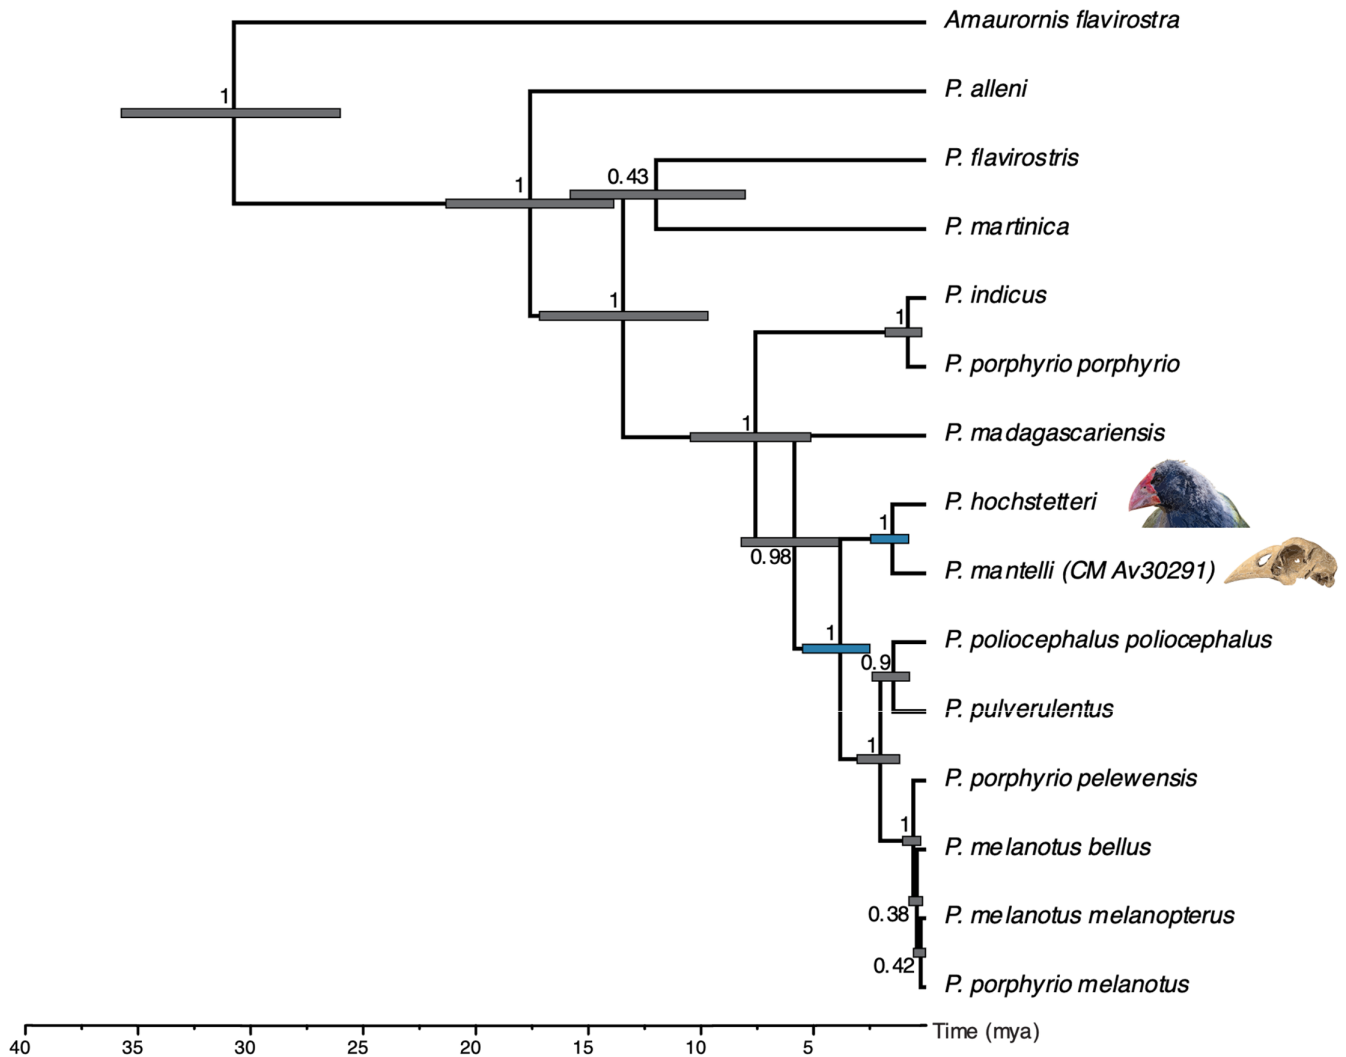 Amaurornis flavirostra
1
P. alleni
1
0.43
P. flavirostris
P. martinica
1
P. indicus
1
P. porphyrio porphyrio
1
P. madagascariensis
P. hochstetteri
1
0.98
P. mantelli (CM Av30291)
1
P. poliocephalus poliocephalus
0.9
P. pulverulentus
1
P. porphyrio pelewensis
1
P. melanotus bellus
0.38
P. melanotus melanopterus
0.42
P. porphyrio melanotus
40 35 30 25 20 15 10 5 Time (mya)